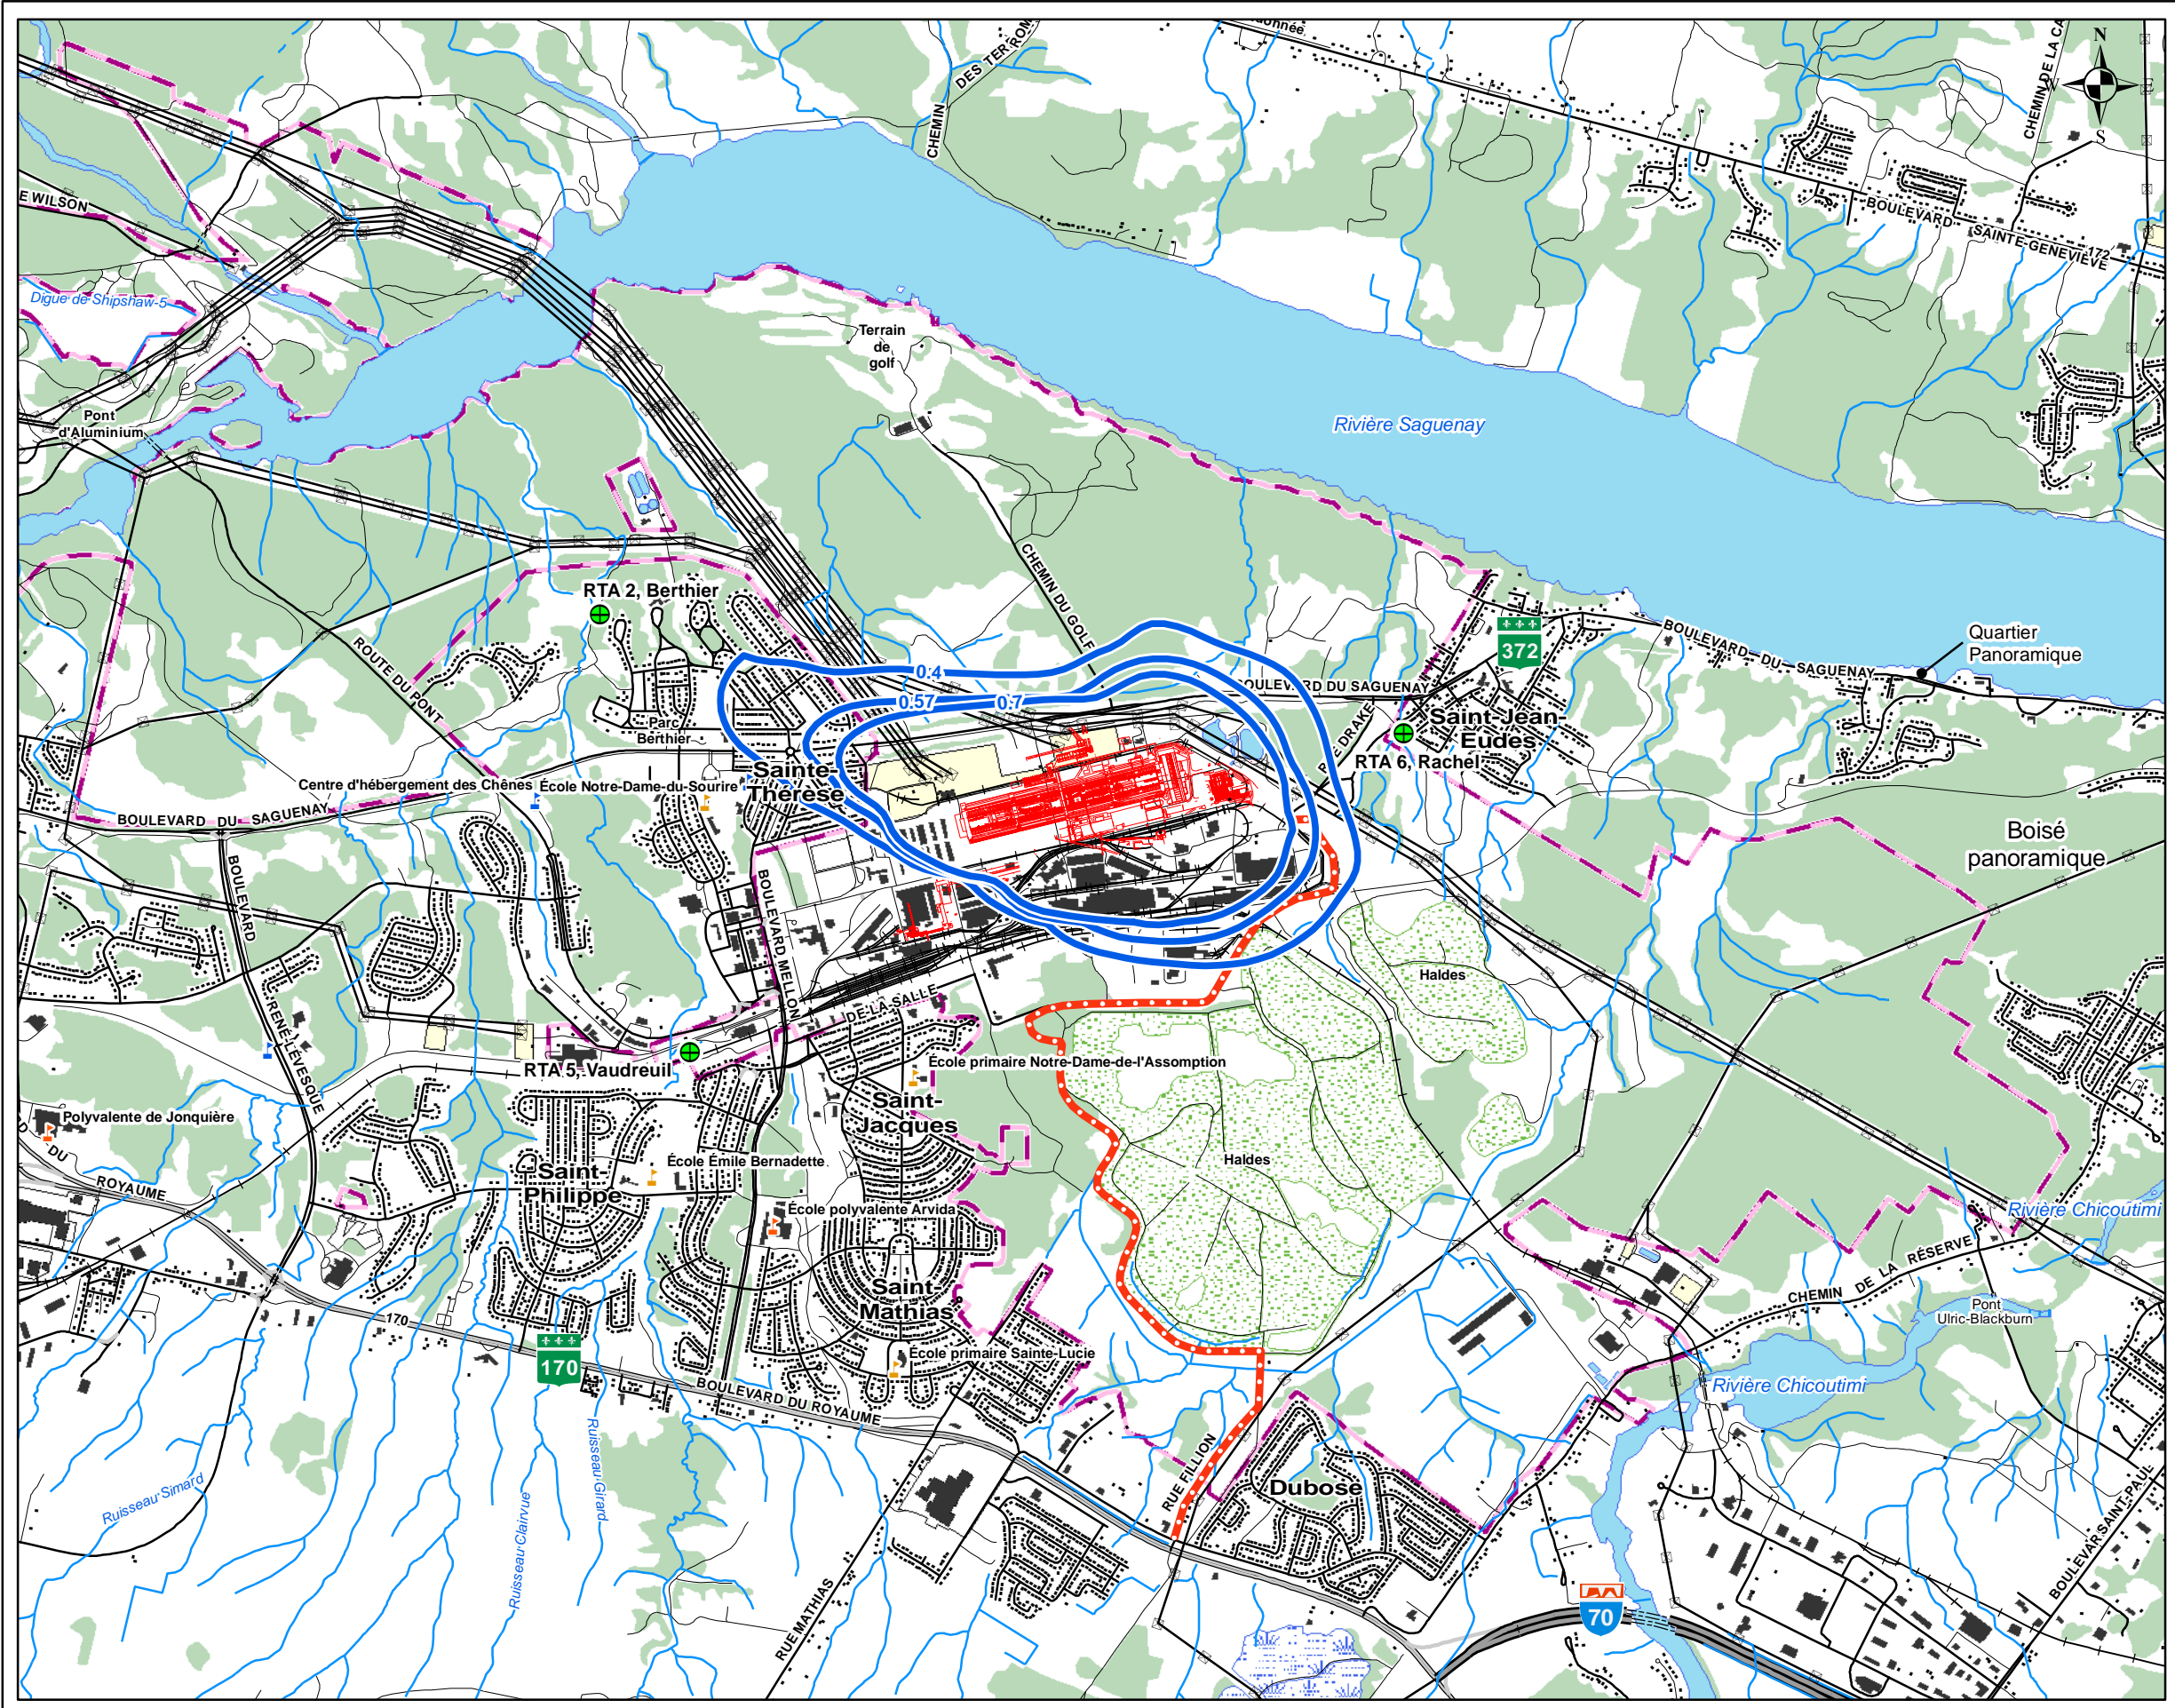 N
S
E
CHEMIN
DES TER
CHEMIN DE LA CA
E WILSON
BOULEVARD
SAINTE-GENEVIÈVE
172
Digue de Shipshaw-5
Terrain
de
golf
Pont
d'Aluminium
Rivière Saguenay
CHEMIN DU GOLF
RTA 2, Berthier
372
BOULEVARD DU SAGUENAY
Quartier
Panoramique
ROUTE DU PONT
0.4
0.57
0.7
BOULEVARD DU SAGUENAY
Parc
Berthier
DRAKE
Saint-Jean-
Eudes
RTA 6, Rachel
Sainte-
Thérèse
Centre d'hébergement des Chênes
École Notre-Dame-du-Sourire
BOULEVARD DU SAGUENAY
Boisé
panoramique
BOULEVARD
RENÉ-LÉVESQUE
BOULEVARD MELLON
Haldes
DE LA SALLE
RTA 5, Vaudreuil
École primaire Notre-Dame-de-l'Assomption
Saint-
Jacques
Polyvalente de Jonquière
DU
ROYAUME
Saint-
Philippe
École Émile Bernadette
Haldes
École polyvalente Arvida
Rivière Chicoutimi
Saint-
Mathias
CHEMIN DE LA RÉSERVE
Pont
Ulric-Blackburn
170
170
École primaire Sainte-Lucie
BOULEVARD DU ROYAUME
Rivière Chicoutimi
Ruisseau Simard
Ruisseau Clairvue
Ruisseau Girard
RUE FILLION
Dubose
RUE MATHIAS
70
BOULEVAR SAINT-PAUL